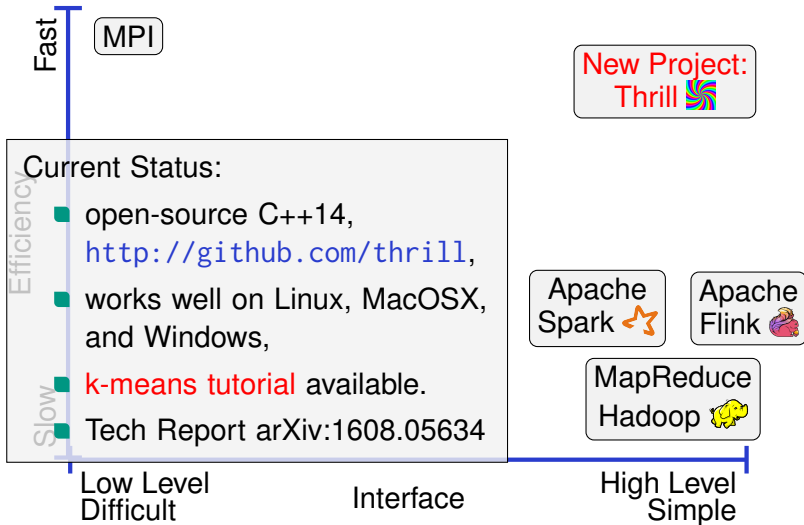 Fast
MPI
New Project:
Thrill
Current Status:
Efficiency
open-source C++14,
http://github.com/thrill,
works well on Linux, MacOSX,
and Windows,
k-means tutorial available.
Tech Report arXiv:1608.05634
Apache
Spark
Apache
Flink
MapReduce
Hadoop
Slow
Low Level
Difficult
Interface
High Level
Simple